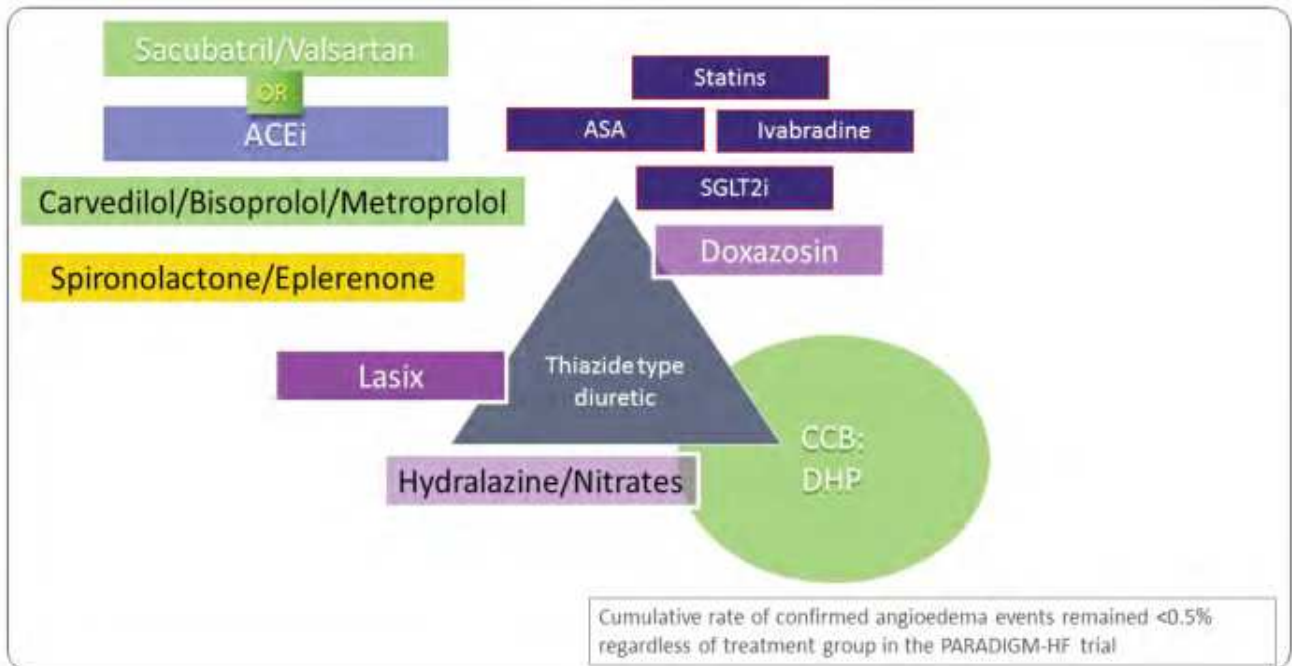 Sacubatril/Valsartan
OR
ACEi
Statins
ASA
Ivabradine
SGLT2i
Carvedilol/Bisoprolol/Metroprolol
Doxazosin
Spironolactone/Eplerenone
Lasix
Thiazide type
diuretic
CCB:
DHP
Hydralazine/Nitrates
Cumulative rate of confirmed angioedema events remained <0.5%
regardless of treatment group in the PARADIGM-HF trial